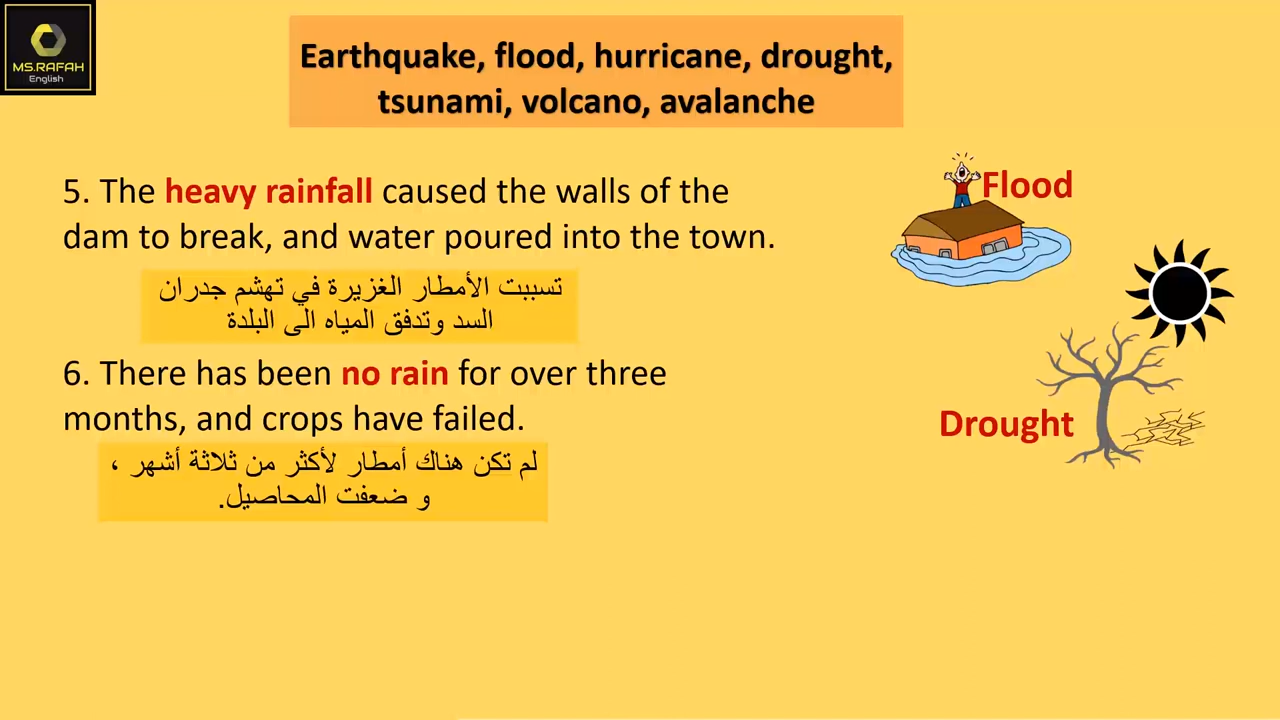 MS.RAFAH
English
Earthquake, flood, hurricane, drought,
tsunami, volcano, avalanche
5. The heavy rainfall caused the walls of the
dam to break, and water poured into the town.
تسببت الأمطار الغزيرة في تهشم جدران
السد وتدفق المياه الى البلدة
Flood
6. There has been no rain for over three
months, and crops have failed.
لم تكن هناك أمطار لأكثر من ثلاثة أشهر ،
و ضعفت المحاصيل.
Drought